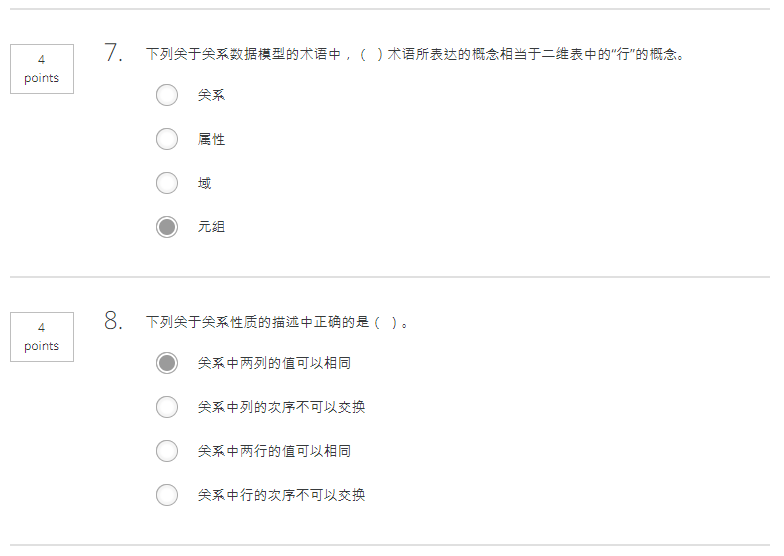 4
points
7.
下列关于关系数据模型的术语中，（ ）术语所表达的概念相当于二维表中的“行”的概念。
关系
属性
域
元组
4
points
8.
下列关于关系性质的描述中正确的是（ ）。
关系中两列的值可以相同
关系中列的次序不可以交换
关系中两行的值可以相同
关系中行的次序不可以交换